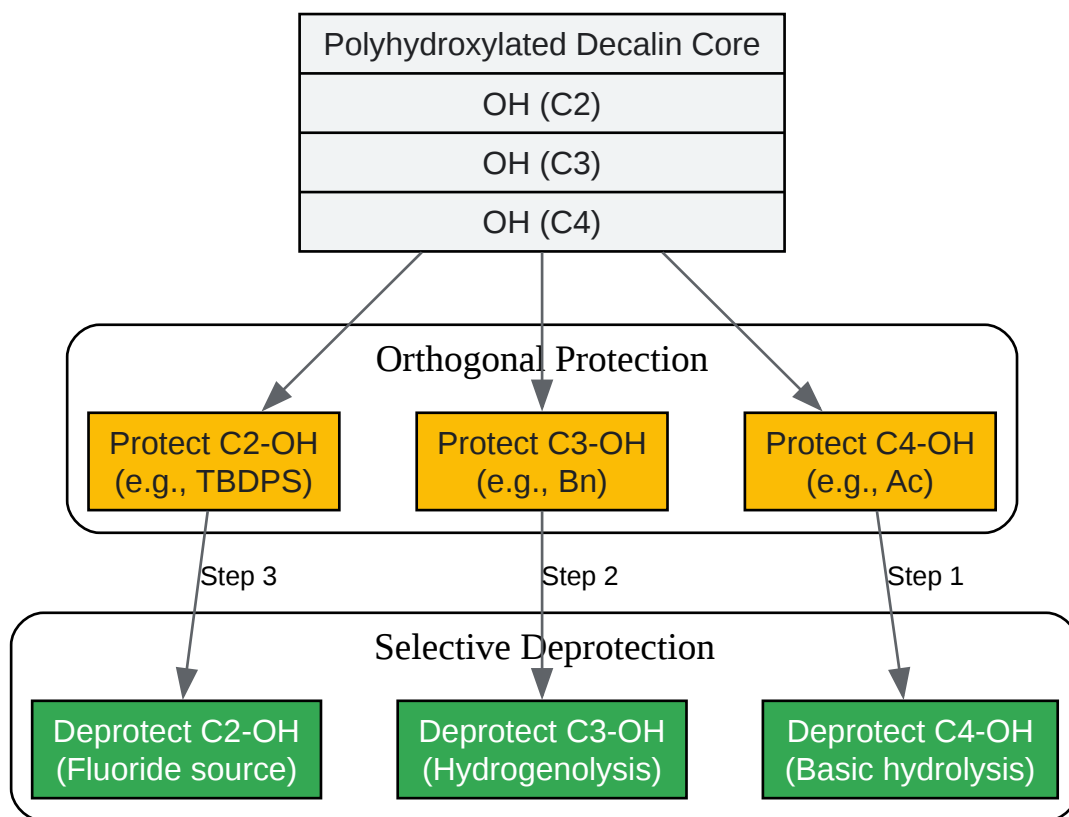 Polyhydroxylated Decalin Core
OH (C2)
OH (C3)
OH (C4)
Orthogonal Protection
Protect C2-OH
(e.g., TBDPS)
Protect C3-OH
(e.g., Bn)
Protect C4-OH
(e.g., Ac)
Step 3
Step 2
Step 1
Selective Deprotection
Deprotect C2-OH
(Fluoride source)
Deprotect C3-OH
(Hydrogenolysis)
Deprotect C4-OH
(Basic hydrolysis)